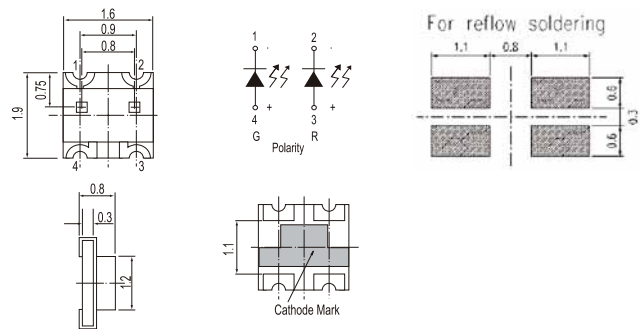 1.6
0.9
0.8
1 2
0.75
1.9
4 3
1 2
4 + 3 +
G R
Polarity
For reflow soldering
1.1 0.8 1.1
0.6
0.3
0.6
0.8
0.3
1.2
1.1
Cathode Mark